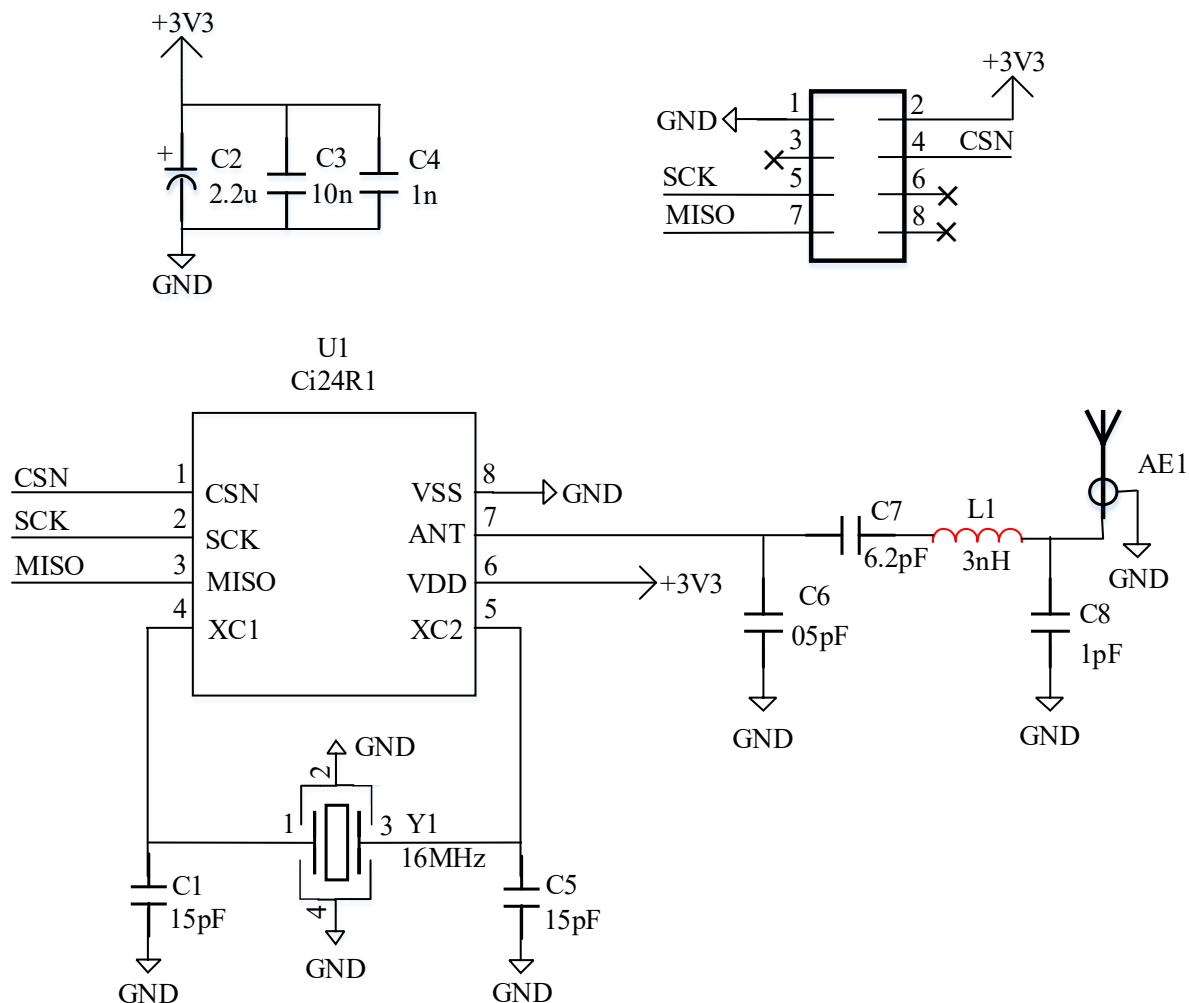 +3V3
+
C2
2.2u
C3
10n
C4
1n
GND
+3V3
GND
1
2
3
4
CSN
SCK
5
6
MISO
7
8
U1
Ci24R1
CSN
1
CSN
SCK
2
SCK
MISO
3
MISO
4
XC1
VSS
8
GND
ANT
7
VDD
6
+3V3
XC2
5
C7
6.2pF
L1
3nH
AE1
GND
C6
05pF
GND
C8
1pF
GND
GND
2
1
3
Y1
16MHz
4
GND
C1
15pF
GND
C5
15pF
GND